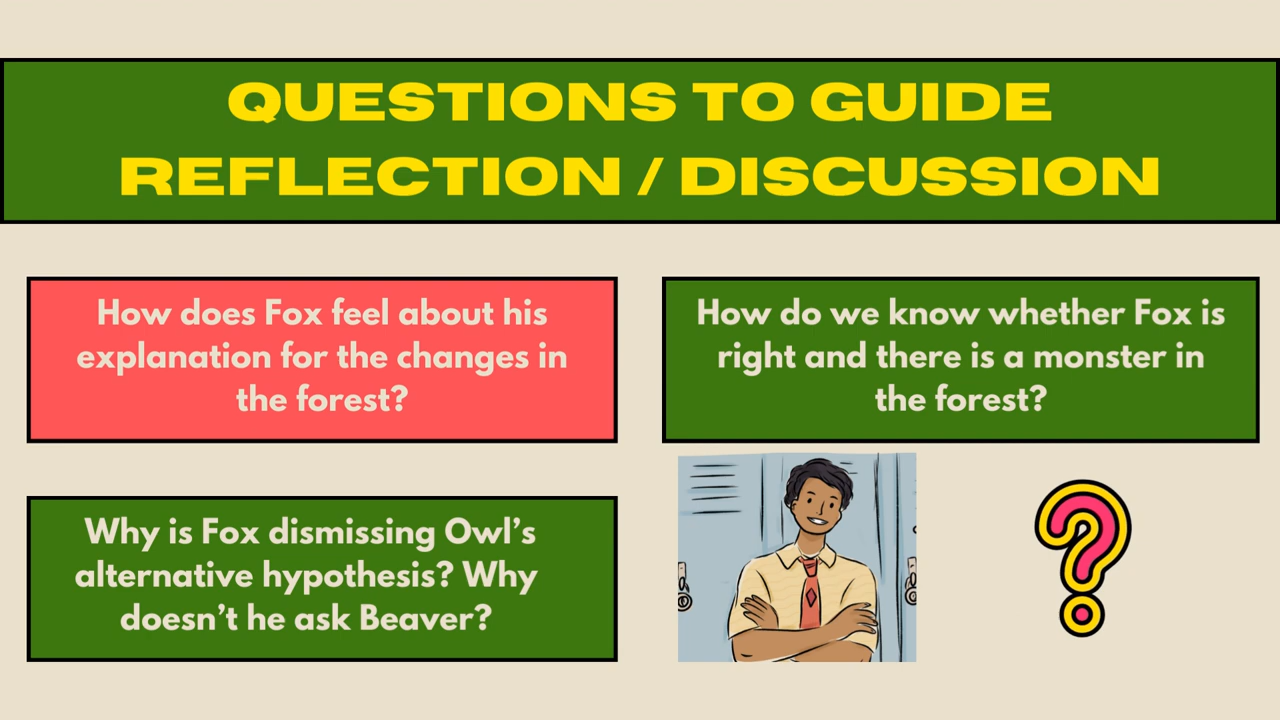 QUESTIONS TO GUIDE
REFLECTION / DISCUSSION
How does Fox feel about his
explanation for the changes in
the forest?
How do we know whether Fox is
right and there is a monster in
the forest?
Why is Fox dismissing Owl’s
alternative hypothesis? Why
doesn’t he ask Beaver?